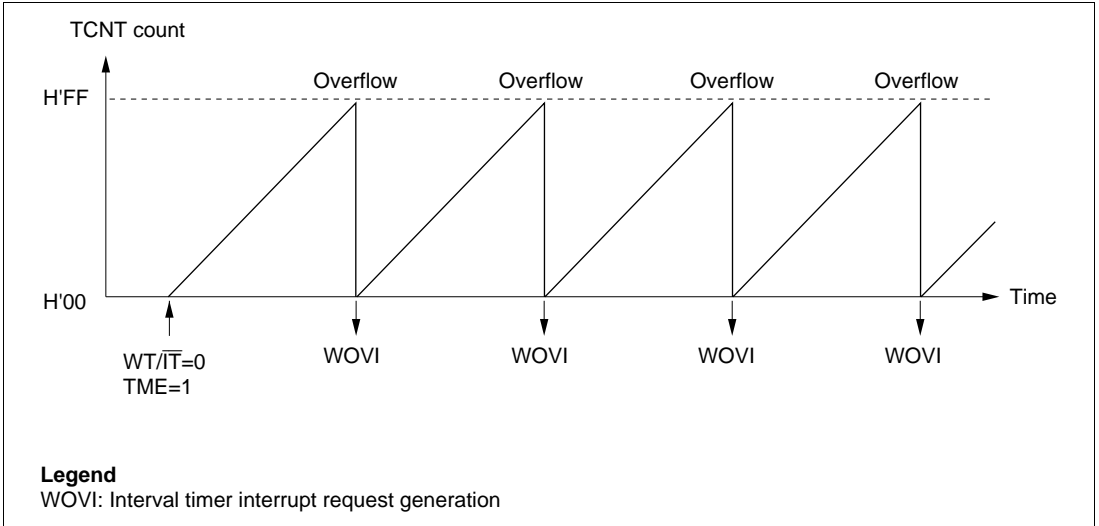 TCNT count
Overflow Overflow Overflow Overflow
H'FF
H'00
Time
WT/I̅T̅=0
TME=1
WOVI WOVI WOVI WOVI
Legend
WOVI: Interval timer interrupt request generation